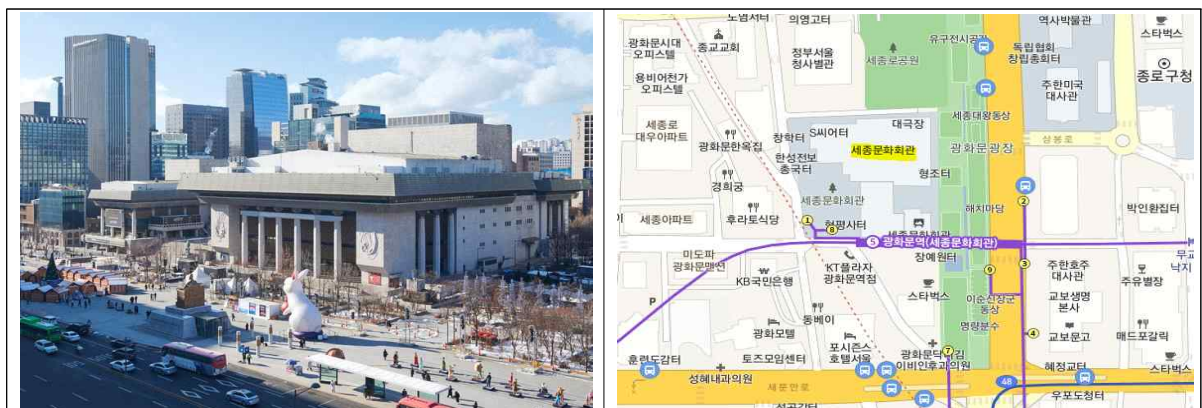 도렴서터
의영고터
역사박물관
스타벅스
광화문시대
오피스텔
종교교회
정부서울
청사별관
세종로공원
유구전시공간
독립협회
창립총회터
종로구청
용비어천가
오피스텔
주한미국
대사관
세종로
대우아파트
대극장
세종대왕동상
S씨어터
창학터
광화문한옥집
세종문화회관
광화문광장
삼봉로
한성전보
총국터
경희궁
형조터
세종문화회관
해치마당
박인환집터
세종아파트
후라토식당
1
형평사터
세종문화회관
2
8
5 광화문역(세종문화회관)
미도파
광화문맨션
KT플라자
광화문역점
장예원터
3
주한호주
대사관
주유별장
낙지
KB국민은행
9
스타벅스
이순신장군
동상
교보생명
본사
P
동베이
명량분수
4
광화모텔
포시즌스
호텔서울
교보문고
매드포갈릭
훈련도감터
토즈모임센터
7
이비인후과의원
혜정교터
스타벅스
성혜내과의원
새문안로
48
우포도청터